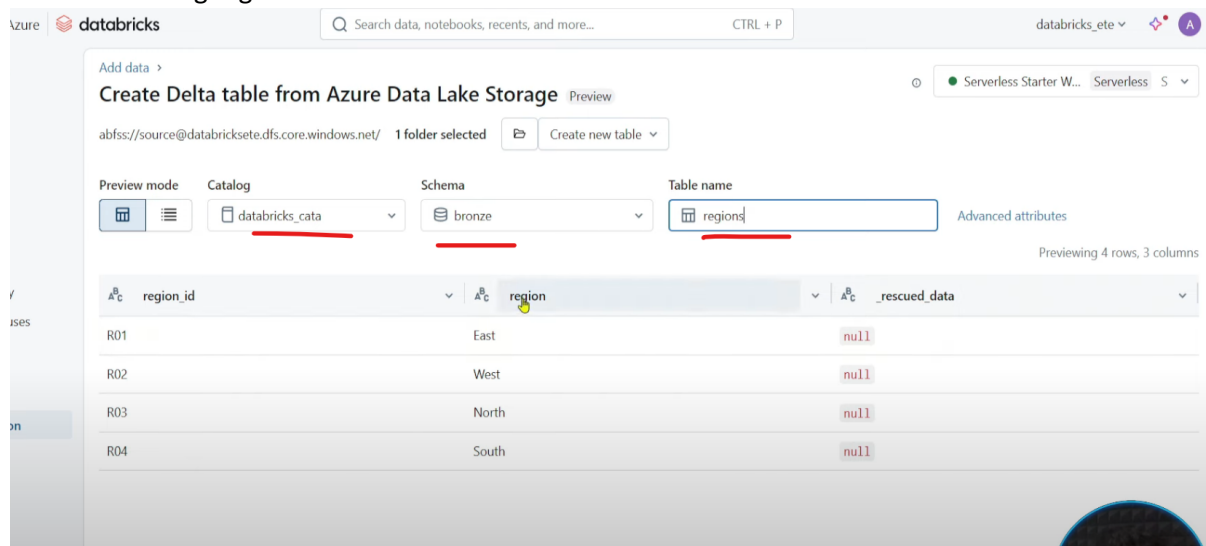 Azure databricks Search data, notebooks, recents, and more... CTRL + P databricks_ete A
Add data >
Create Delta table from Azure Data Lake Storage Preview
Serverless Starter W... Serverless S
abfss://source@databricksete.dfs.core.windows.net/ 1 folder selected Create new table
Preview mode Catalog Schema Table name
databricks_cata bronze regions Advanced attributes
Previewing 4 rows, 3 columns
region_id region _rescued_data
R01 East null
R02 West null
R03 North null
R04 South null